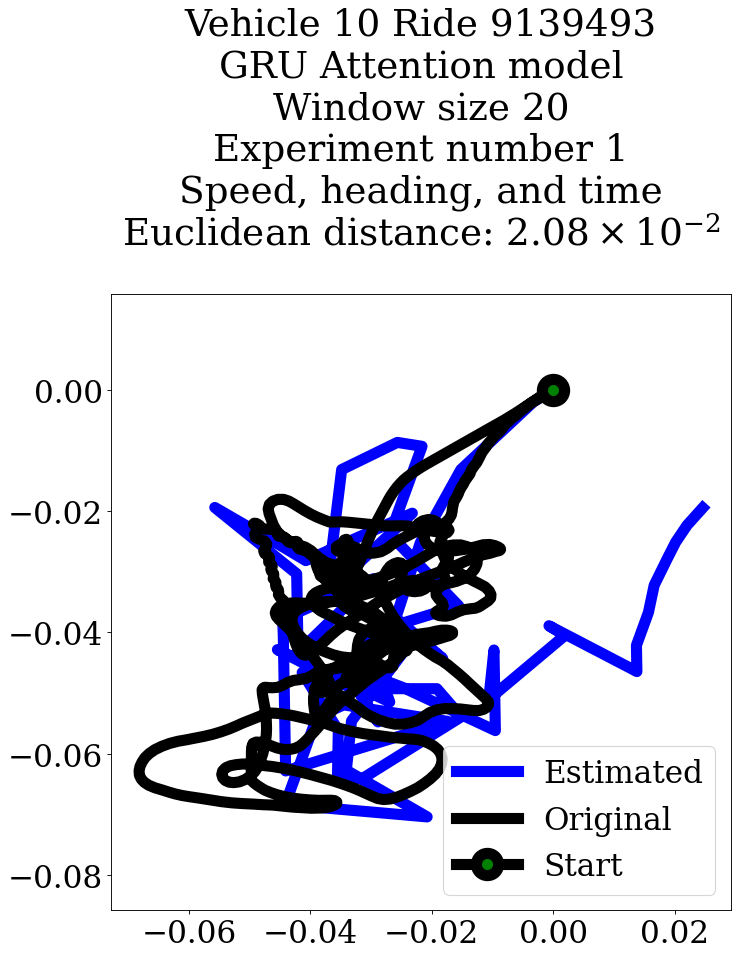 Vehicle 10 Ride 9139493
GRU Attention model
Window size 20
Experiment number 1
Speed, heading, and time
Euclidean distance: 2.08 × 10⁻²
0.00
−0.02
−0.04
−0.06
−0.08
Estimated
Original
Start
−0.06 −0.04 −0.02 0.00 0.02